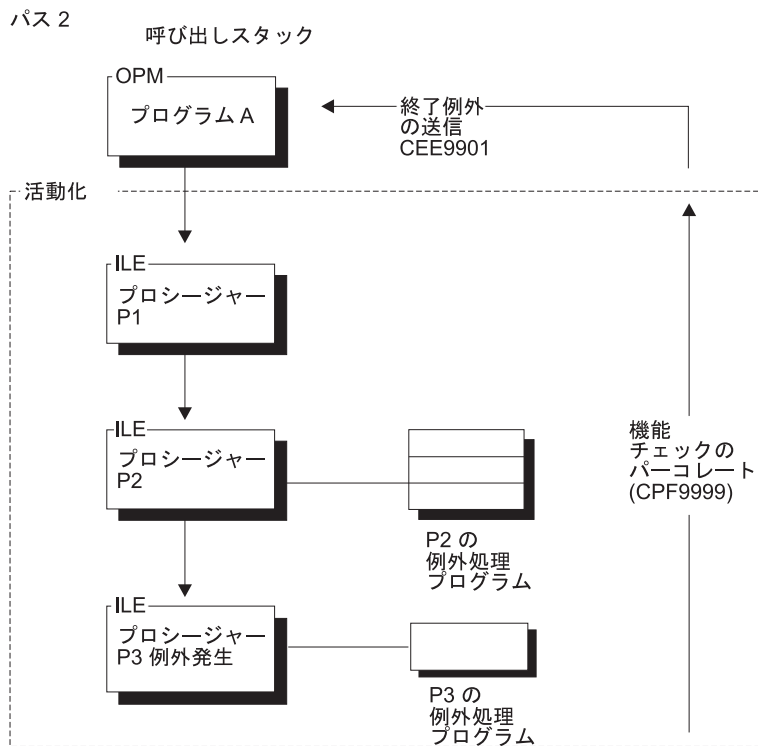 パス 2
呼び出しスタック
OPM
プログラム A
終了例外
の送信
CEE9901
活動化
ILE
プロシージャー
P1
ILE
プロシージャー
P2
P2 の
例外処理
プログラム
機能
チェックの
パーコレート
(CPF9999)
ILE
プロシージャー
P3 例外発生
P3 の
例外処理
プログラム